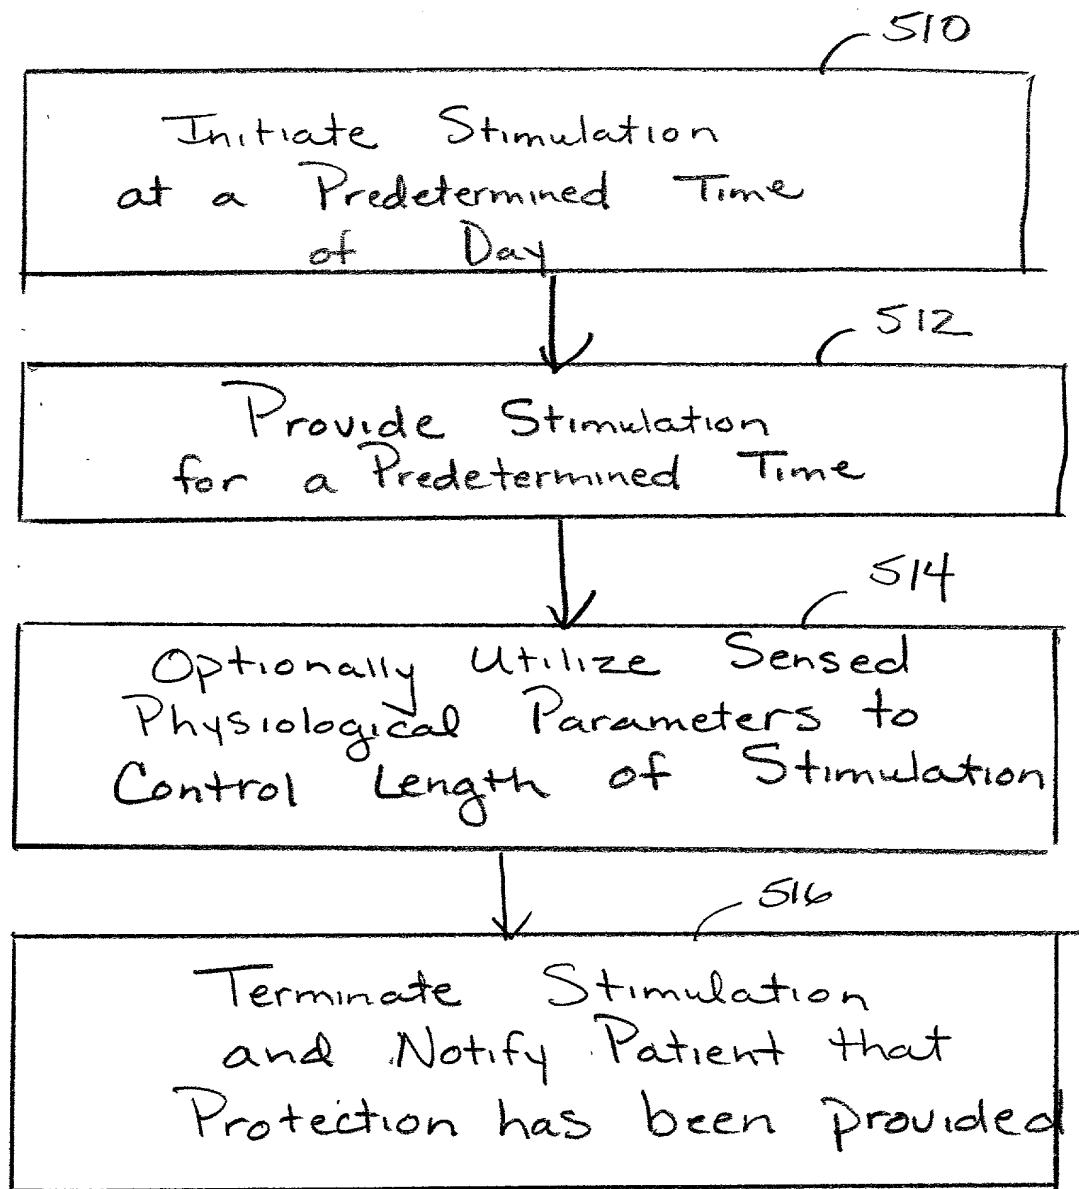 510
Initiate Stimulation
at a Predetermined Time
of Day
512
Provide Stimulation
for a Predetermined Time
514
Optionally Utilize Sensed
Physiological Parameters to
Control Length of Stimulation
516
Terminate Stimulation
and Notify Patient that
Protection has been provided